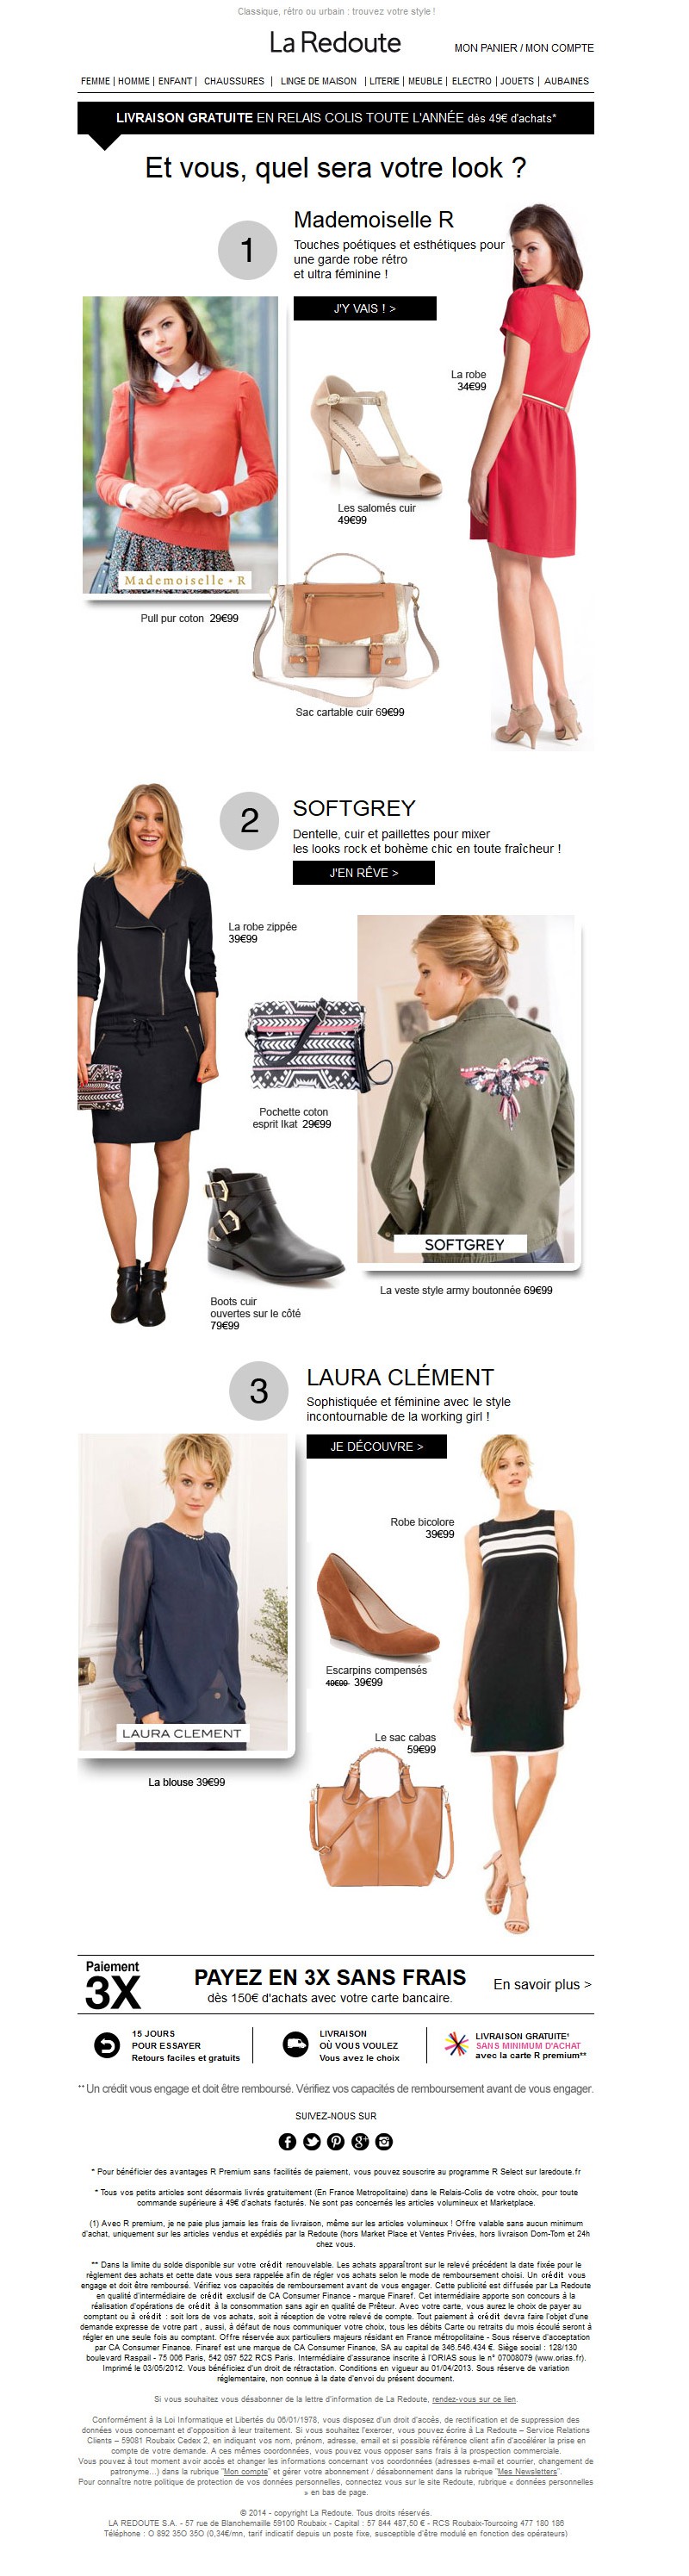 Classique, rétro ou urbain : trouvez votre style !
La Redoute
MON PANIER / MON COMPTE
FEMME | HOMME | ENFANT | CHAUSSURES | LINGE DE MAISON | LITERIE | MEUBLE | ELECTRO | JOUETS | AUBAINES
LIVRAISON GRATUITE EN RELAIS COLIS TOUTE L'ANNÉE dès 49€ d'achats*
Et vous, quel sera votre look ?
1
Mademoiselle R
Touches poétiques et esthétiques pour
une garde robe rétro
et ultra féminine !
J'Y VAIS ! >
La robe
34€99
Les salomés cuir
49€99
Mademoiselle • R
Pull pur coton 29€99
Sac cartable cuir 69€99
2
SOFTGREY
Dentelle, cuir et paillettes pour mixer
les looks rock et bohème chic en toute fraîcheur !
J'EN RÊVE >
La robe zippée
39€99
Pochette coton
esprit Ikat 29€99
SOFTGREY
La veste style army boutonnée 69€99
Boots cuir
ouvertes sur le côté
79€99
3
LAURA CLÉMENT
Sophistiquée et féminine avec le style
incontournable de la working girl !
JE DÉCOUVRE >
Robe bicolore
39€99
Escarpins compensés
49€99 39€99
LAURA CLEMENT
Le sac cabas
59€99
La blouse 39€99
Paiement
3X
PAYEZ EN 3X SANS FRAIS
dès 150€ d'achats avec votre carte bancaire.
En savoir plus >
15 JOURS
POUR ESSAYER
Retours faciles et gratuits
LIVRAISON
OÙ VOUS VOULEZ
Vous avez le choix
LIVRAISON GRATUITE¹
SANS MINIMUM D'ACHAT
avec la carte R premium**
** Un crédit vous engage et doit être remboursé. Vérifiez vos capacités de remboursement avant de vous engager.
SUIVEZ-NOUS SUR
* Pour bénéficier des avantages R Premium sans facilités de paiement, vous pouvez souscrire au programme R Select sur laredoute.fr
* Tous vos petits articles sont désormais livrés gratuitement (En France Metropolitaine) dans le Relais-Colis de votre choix, pour toute
commande supérieure à 49€ d'achats facturés. Ne sont pas concernés les articles volumineux et Marketplace.
(1) Avec R premium, je ne paie plus jamais les frais de livraison, même sur les articles volumineux ! Offre valable sans aucun minimum
d'achat, uniquement sur les articles vendus et expédiés par la Redoute (hors Market Place et Ventes Privées, hors livraison Dom-Tom et 24h
chez vous.
** Dans la limite du solde disponible sur votre crédit renouvelable. Les achats apparaîtront sur le relevé précédent la date fixée pour le
règlement des achats et cette date vous sera rappelée afin de régler vos achats selon le mode de remboursement choisi. Un crédit vous
engage et doit être remboursé. Vérifiez vos capacités de remboursement avant de vous engager. Cette publicité est diffusée par La Redoute
en qualité d'intermédiaire de crédit exclusif de CA Consumer Finance - marque Finaref. Cet intermédiaire apporte son concours à la
réalisation d'opérations de crédit à la consommation sans agir en qualité de Prêteur. Avec votre carte, vous aurez le choix de payer au
comptant ou à crédit : soit lors de vos achats, soit à réception de votre relevé de compte. Tout paiement à crédit devra faire l'objet d'une
demande expresse de votre part , aussi, à défaut de nous communiquer votre choix, tous les débits Carte ou retraits du mois écoulé seront à
régler en une seule fois au comptant. Offre réservée aux particuliers majeurs résidant en France métropolitaine - Sous réserve d'acceptation
par CA Consumer Finance. Finaref est une marque de CA Consumer Finance, SA au capital de 346.546.434 €. Siège social : 128/130
boulevard Raspail - 75 006 Paris, 542 097 522 RCS Paris. Intermédiaire d'assurance inscrite à l'ORIAS sous le n° 07008079 (www.orias.fr).
Imprimé le 03/05/2012. Vous bénéficiez d'un droit de rétractation. Conditions en vigueur au 01/04/2013. Sous réserve de variation
réglementaire, non connue à la date d'envoi du présent document.
Si vous souhaitez vous désabonner de la lettre d'information de La Redoute, rendez-vous sur ce lien.
Conformément à la Loi Informatique et Libertés du 06/01/1978, vous disposez d'un droit d'accès, de rectification et de suppression des
données vous concernant et d'opposition à leur traitement. Si vous souhaitez l'exercer, vous pouvez écrire à La Redoute – Service Relations
Clients – 59081 Roubaix Cedex 2, en indiquant vos nom, prénom, adresse, email et si possible référence client afin d'accélérer la prise en
compte de votre demande. A ces mêmes coordonnées, vous pouvez vous opposer sans frais à la prospection commerciale.
Vous pouvez à tout moment avoir accès et changer les informations concernant vos coordonnées (adresses e-mail et courrier, changement de
patronyme...) dans la rubrique "Mon compte" et gérer votre abonnement / désabonnement dans la rubrique "Mes Newsletters".
Pour connaître notre politique de protection de vos données personnelles, connectez vous sur le site Redoute, rubrique « données personnelles
» en bas de page.
© 2014 - copyright La Redoute. Tous droits réservés.
LA REDOUTE S.A. - 57 rue de Blanchemaille 59100 Roubaix - Capital : 57 844 487,50 € - RCS Roubaix-Tourcoing 477 180 186
Téléphone : 0 892 350 350 (0,34€/mn, tarif indicatif depuis un poste fixe, susceptible d'être modulé en fonction des opérateurs)